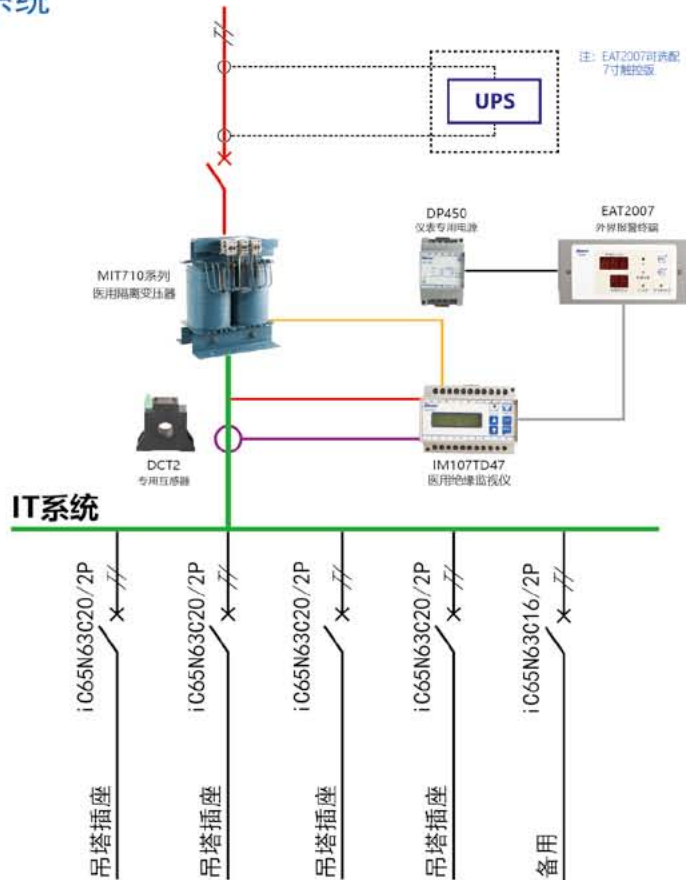 系统
注：EAT2007可选配
7寸触控版
UPS
DP450
仪表专用电源
EAT2007
外界报警终端
MIT710系列
医用隔离变压器
DCT2
专用互感器
IM107TD47
医用绝缘监视仪
IT系统
iC65N63C20/2P
iC65N63C20/2P
iC65N63C20/2P
iC65N63C20/2P
iC65N63C16/2P
吊塔插座
吊塔插座
吊塔插座
吊塔插座
备用